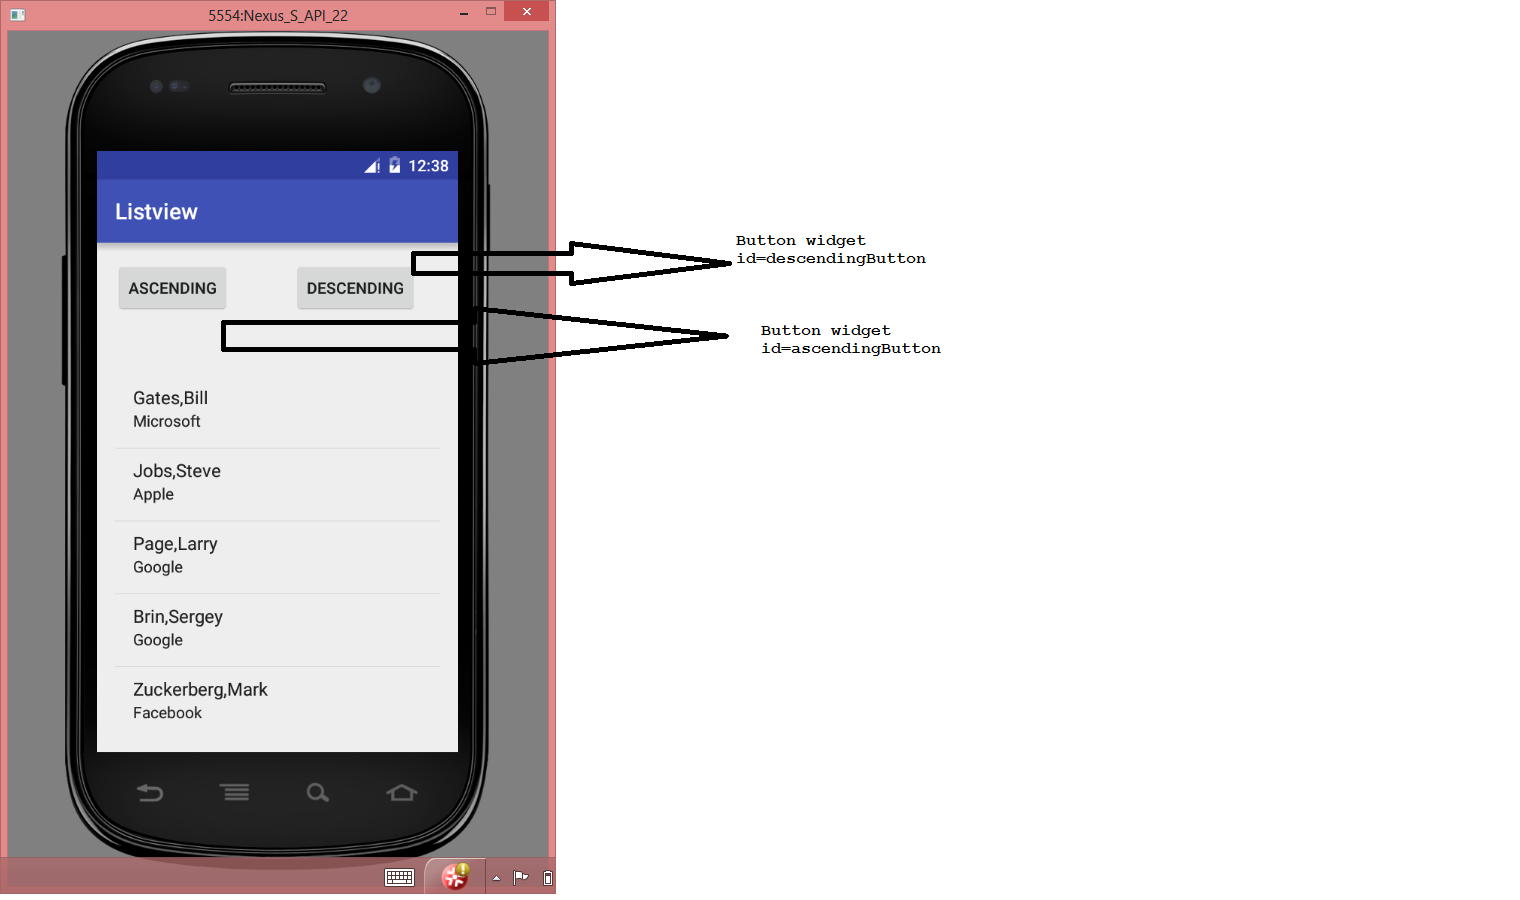 5554:Nexus_S_API_22
12:38
Listview
ASCENDING
DESCENDING
Button widget
id=descendingButton
Button widget
id=ascendingButton
Gates,Bill
Microsoft
Jobs,Steve
Apple
Page,Larry
Google
Brin,Sergey
Google
Zuckerberg,Mark
Facebook